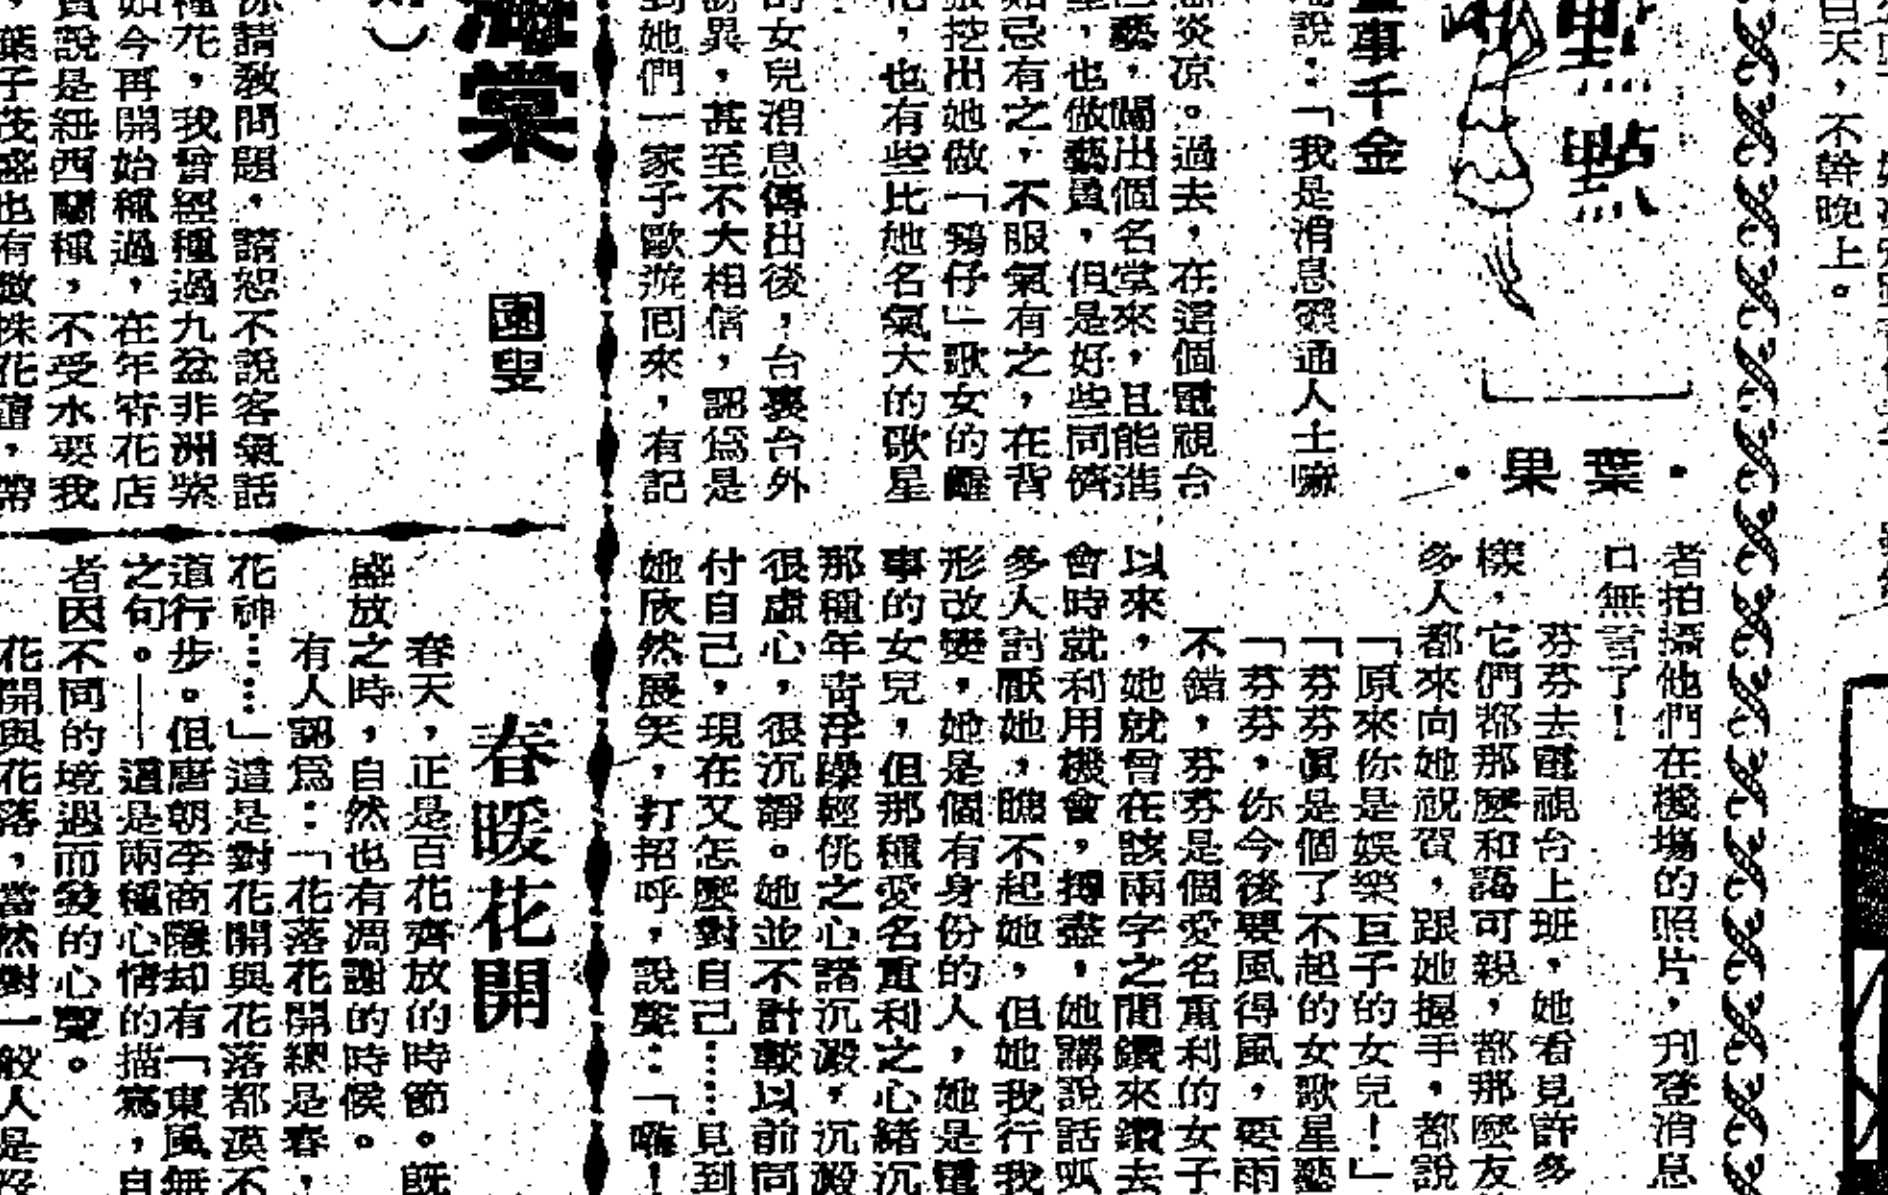 白天，不幹晚上。
點點
．葉果．
事千金
說：「我是消息靈通人士嘛
炎凉。過去，在這個電視台
藝，闖出個名堂來，且能進
，也做藝員，但是好些同儕
忌有之，不服氣有之，在背
挖出她做「鷄仔」歌女的醜
，也有些比她名氣大的歌星
的女兒消息傳出後，台裏台外
異，甚至不大相信，認爲是
到她們一家子歐游囘來，有記
者拍攝他們在機場的照片，刋登消息
口無言了！
芬芬去電視台上班，她看見許多
樣，它們都那麼和藹可親，都那麼友
多人都來向她祝賀，跟她握手，都說
「原來你是娛樂巨子的女兒！」
「芬芬眞是個了不起的女歌星藝
「芬芬，你今後要風得風，要雨
不錯，芬芬是個愛名重利的女子
以來，她就曾在該兩字之間鑽來鑽去
會時就利用機會，搏盡，她講說話
多人討厭她，瞧不起她，但她我行我
形改變，她是個有身份的人，她是電
事的女兒，但那種愛名重利之心緒沉
那種年青浮躁輕佻之心諸沉澱，沉澱
很虛心，很沉靜。她並不計較以前同
付自己，現在又怎麼對自己……見到
她欣然展笑，打招呼，說聲：「嗨！
海棠
園叟
你請教問題，請恕不說客氣話
種花，我曾經種過九盆非洲紫
如今再開始種過，在年宵花店
說是紐西蘭種，不受水要我
，葉子茂盛也有數株花蕾，帶
春暖花開
春天，正是百花齊放的時節。旣
盛放之時，自然也有凋謝的時候。
有人認爲：「花落花開總是春，
花神……」這是對花開與花落都漠不
道行步。但唐朝李商隱却有「東風無
之句。——這是兩種心情的描寫，自
者因不同的境過而發的心聲。
花開與花落，當然對一般人是沒